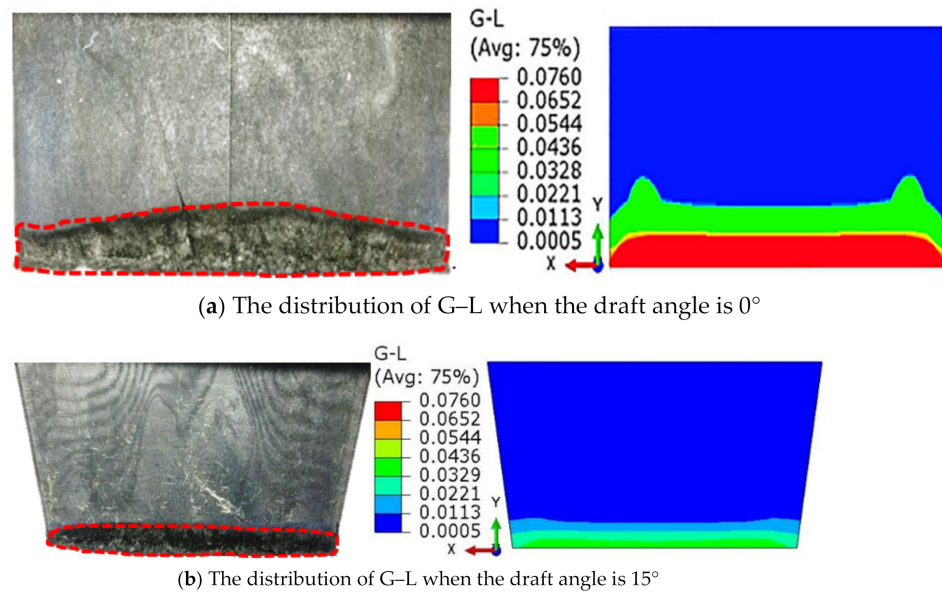 G-L
(Avg: 75%)
0.0760
0.0652
0.0544
0.0436
0.0328
0.0221
0.0113
0.0005
Y
X
(a) The distribution of G–L when the draft angle is 0°
G-L
(Avg: 75%)
0.0760
0.0652
0.0544
0.0436
0.0329
0.0221
0.0113
0.0005
Y
X
(b) The distribution of G–L when the draft angle is 15°